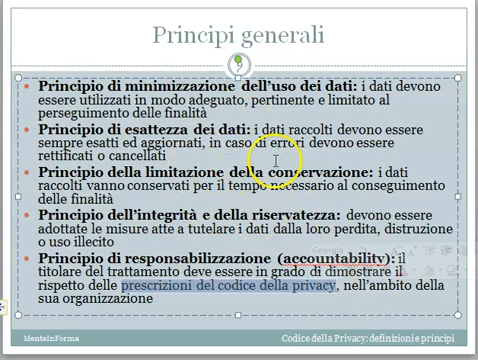 Principi generali
Principio di minimizzazione dell'uso dei dati: i dati devono
essere utilizzati in modo adeguato, pertinente e limitato al
perseguimento delle finalità
Principio di esattezza dei dati: i dati raccolti devono essere
sempre esatti ed aggiornati, in caso di errori devono essere
rettificati o cancellati
Principio della limitazione della conservazione: i dati
raccolti vanno conservati per il tempo necessario al conseguimento
delle finalità
Principio dell'integrità e della riservatezza: devono essere
adottate le misure atte a tutelare i dati dalla loro perdita, distruzione
o uso illecito
Principio di responsabilizzazione (accountability): il
titolare del trattamento deve essere in grado di dimostrare il
rispetto delle prescrizioni del codice della privacy, nell'ambito della
sua organizzazione
MenteInForma
Codice della Privacy: definizioni e principi